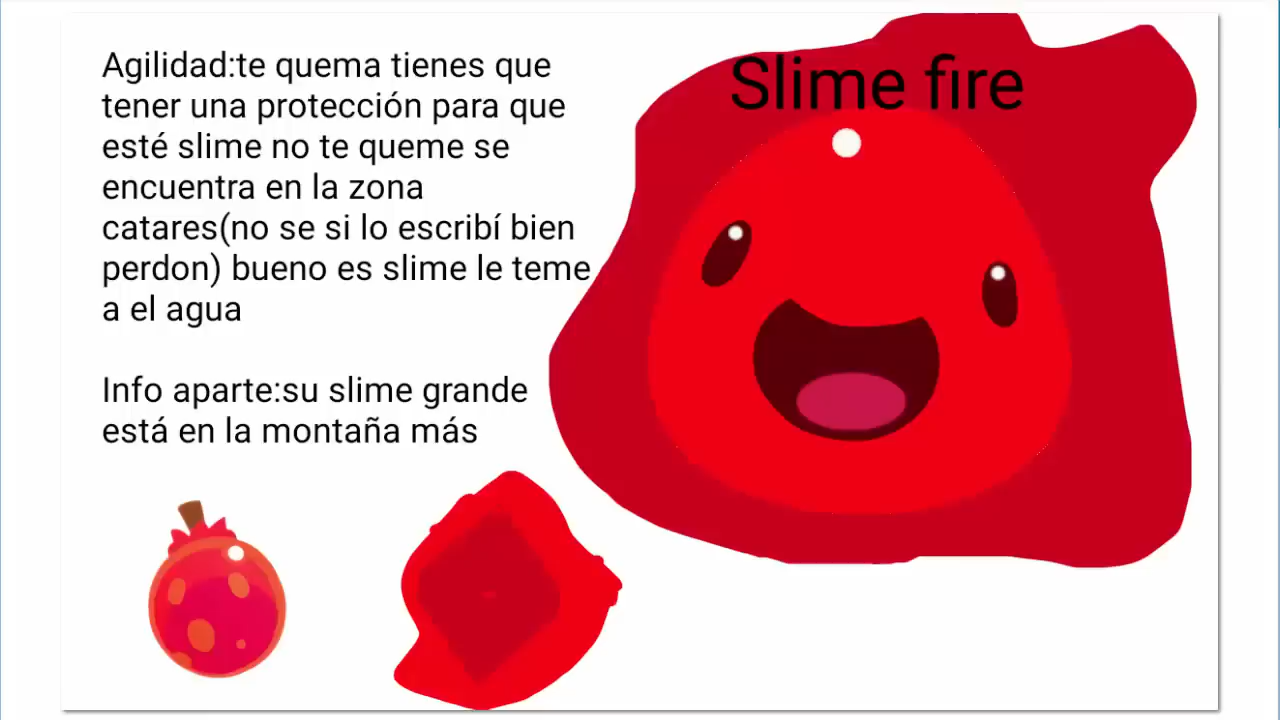 Slime fire
Agilidad:te quema tienes que
tener una protección para que
esté slime no te queme se
encuentra en la zona
catares(no se si lo escribí bien
perdon) bueno es slime le teme
a el agua
Info aparte:su slime grande
está en la montaña más